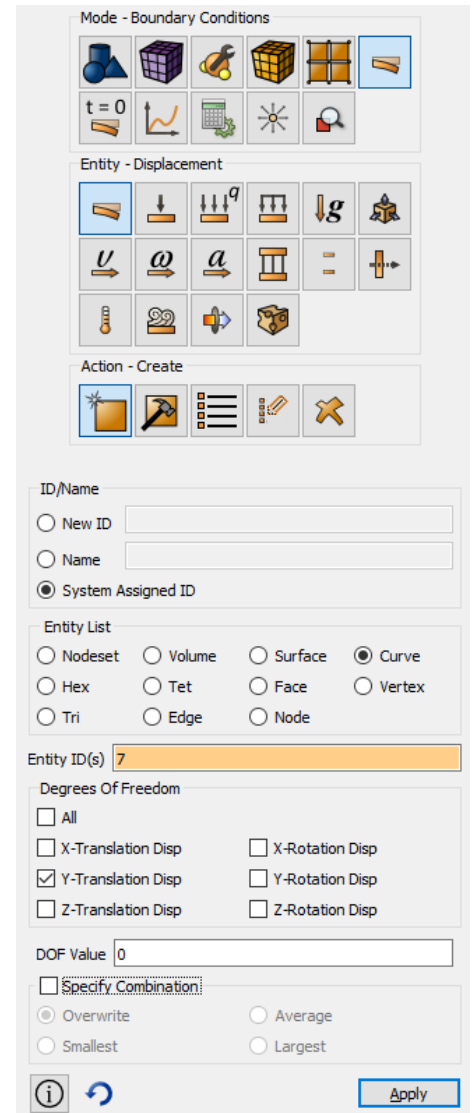 Mode - Boundary Conditions
t = 0
Entity - Displacement
q
g
υ ω a
Action - Create
ID/Name
New ID
Name
System Assigned ID
Entity List
Nodeset Volume Surface Curve
Hex Tet Face Vertex
Tri Edge Node
Entity ID(s) 7
Degrees Of Freedom
All
X-Translation Disp X-Rotation Disp
Y-Translation Disp Y-Rotation Disp
Z-Translation Disp Z-Rotation Disp
DOF Value 0
Specify Combination
Overwrite Average
Smallest Largest
i Apply